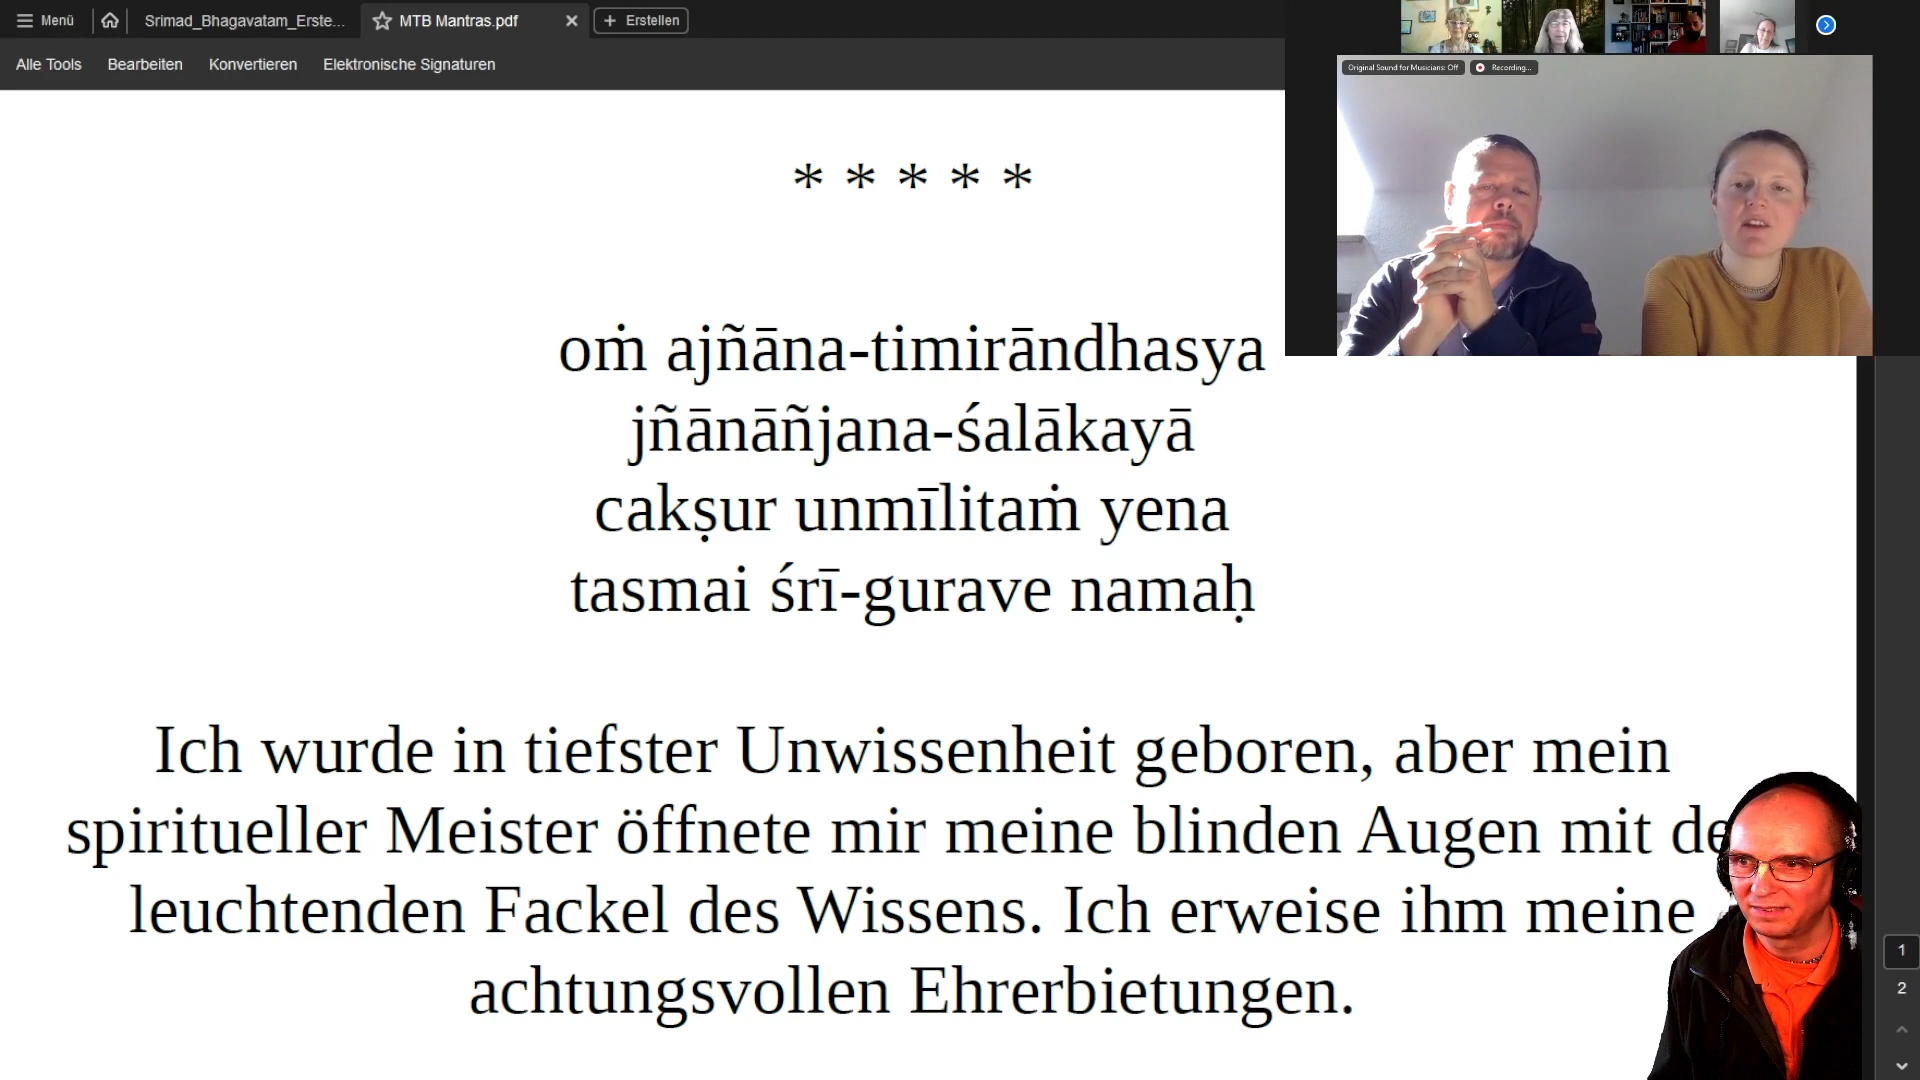 Menü
Srimad_Bhagavatam_Erste...
MTB Mantras.pdf
Erstellen
Alle Tools
Bearbeiten
Konvertieren
Elektronische Signaturen
Original Sound for Musicians: Off
Recording...
* * * * *
oṁ ajñāna-timirāndhasya
jñānāñjana-śalākayā
cakṣur unmīlitaṁ yena
tasmai śrī-gurave namaḥ
Ich wurde in tiefster Unwissenheit geboren, aber mein
spiritueller Meister öffnete mir meine blinden Augen mit de
leuchtenden Fackel des Wissens. Ich erweise ihm meine
achtungsvollen Ehrerbietungen.
1
2